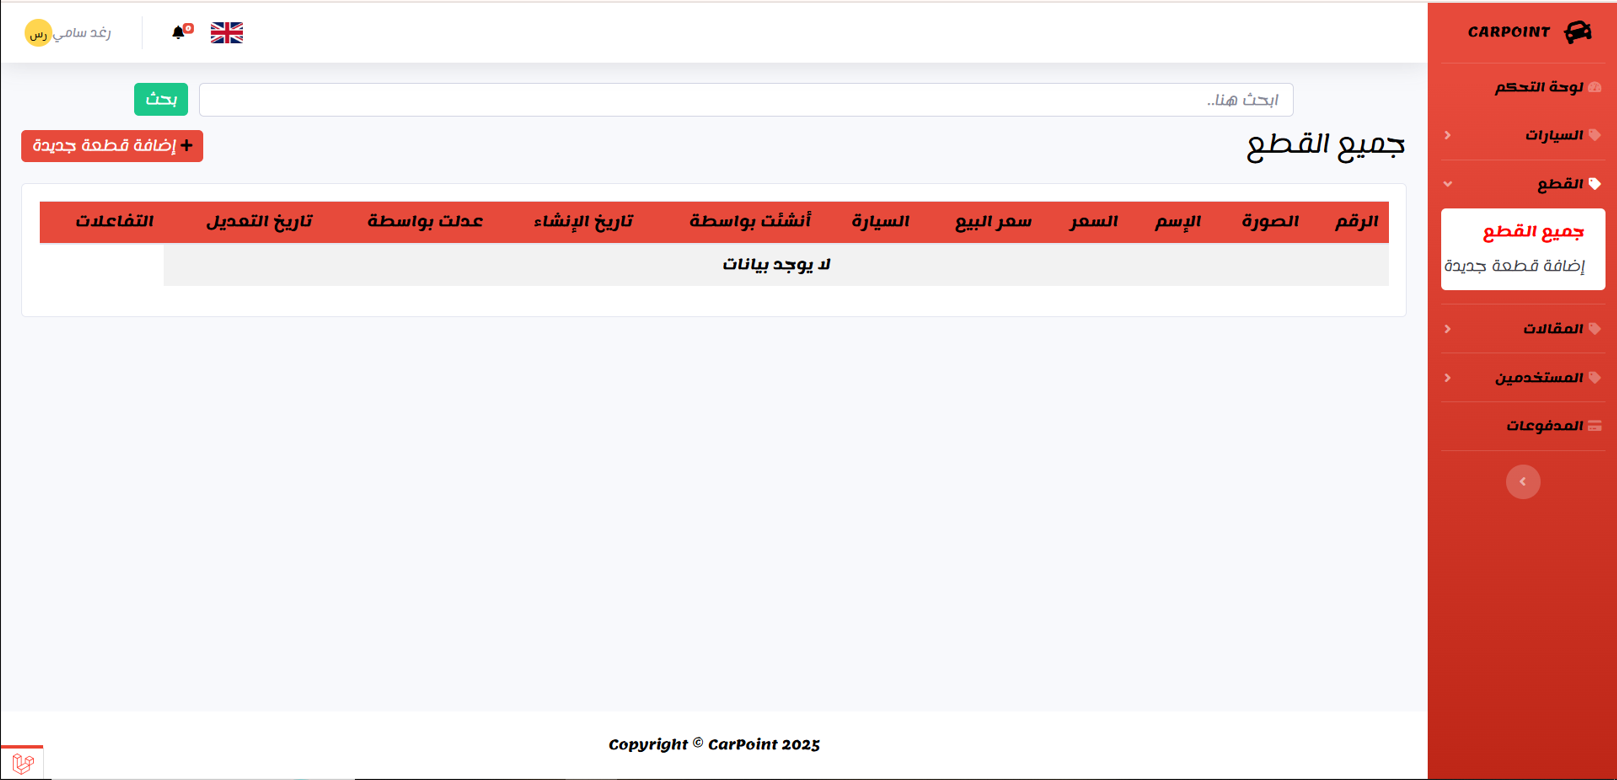 CARPOINT
لوحة التحكم
السيارات
القطع
جميع القطع
إضافة قطعة جديدة
المقالات
المستخدمين
المدفوعات
0
رغد سامي
رس
ابحث هنا..
بحث
جميع القطع
إضافة قطعة جديدة
الرقم الصورة الإسم السعر سعر البيع السيارة أنشئت بواسطة تاريخ الإنشاء عدلت بواسطة تاريخ التعديل التفاعلات
لا يوجد بيانات
Copyright © CarPoint 2025